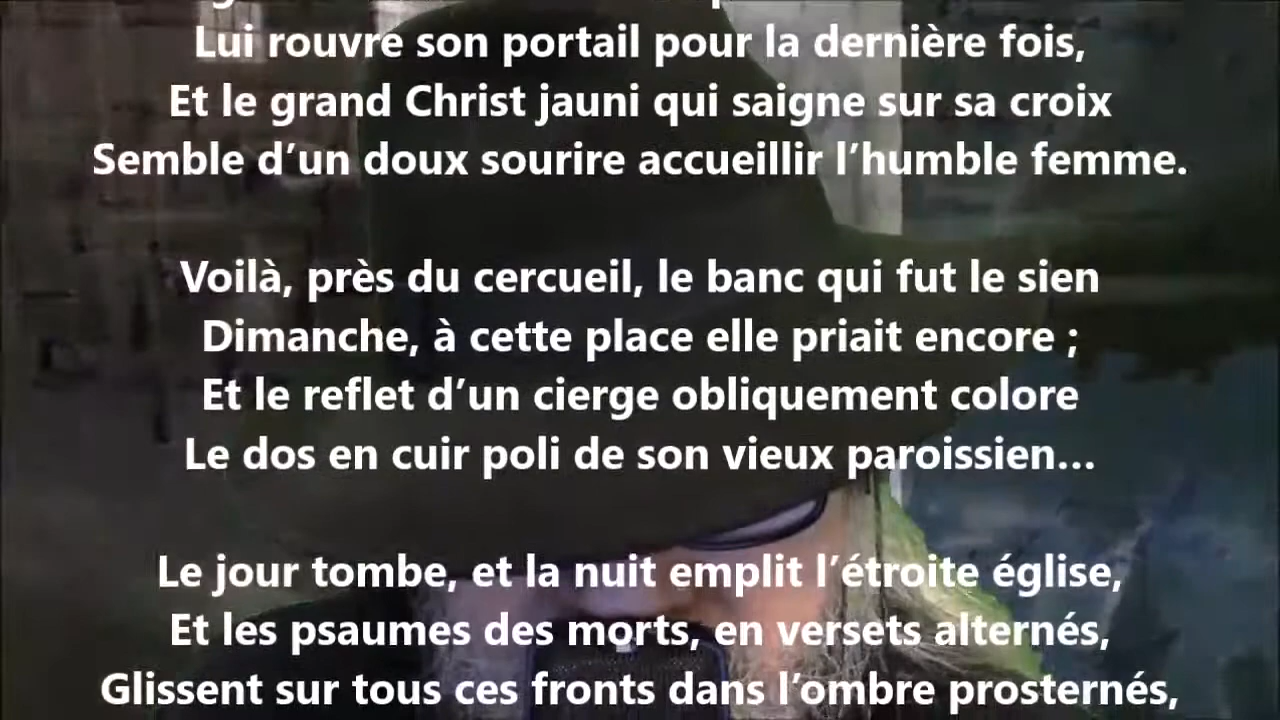 Lui rouvre son portail pour la dernière fois,
Et le grand Christ jauni qui saigne sur sa croix
Semble d’un doux sourire accueillir l’humble femme.
Voilà, près du cercueil, le banc qui fut le sien
Dimanche, à cette place elle priait encore ;
Et le reflet d’un cierge obliquement colore
Le dos en cuir poli de son vieux paroissien...
Le jour tombe, et la nuit emplit l’étroite église,
Et les psaumes des morts, en versets alternés,
Glissent sur tous ces fronts dans l’ombre prosternés,